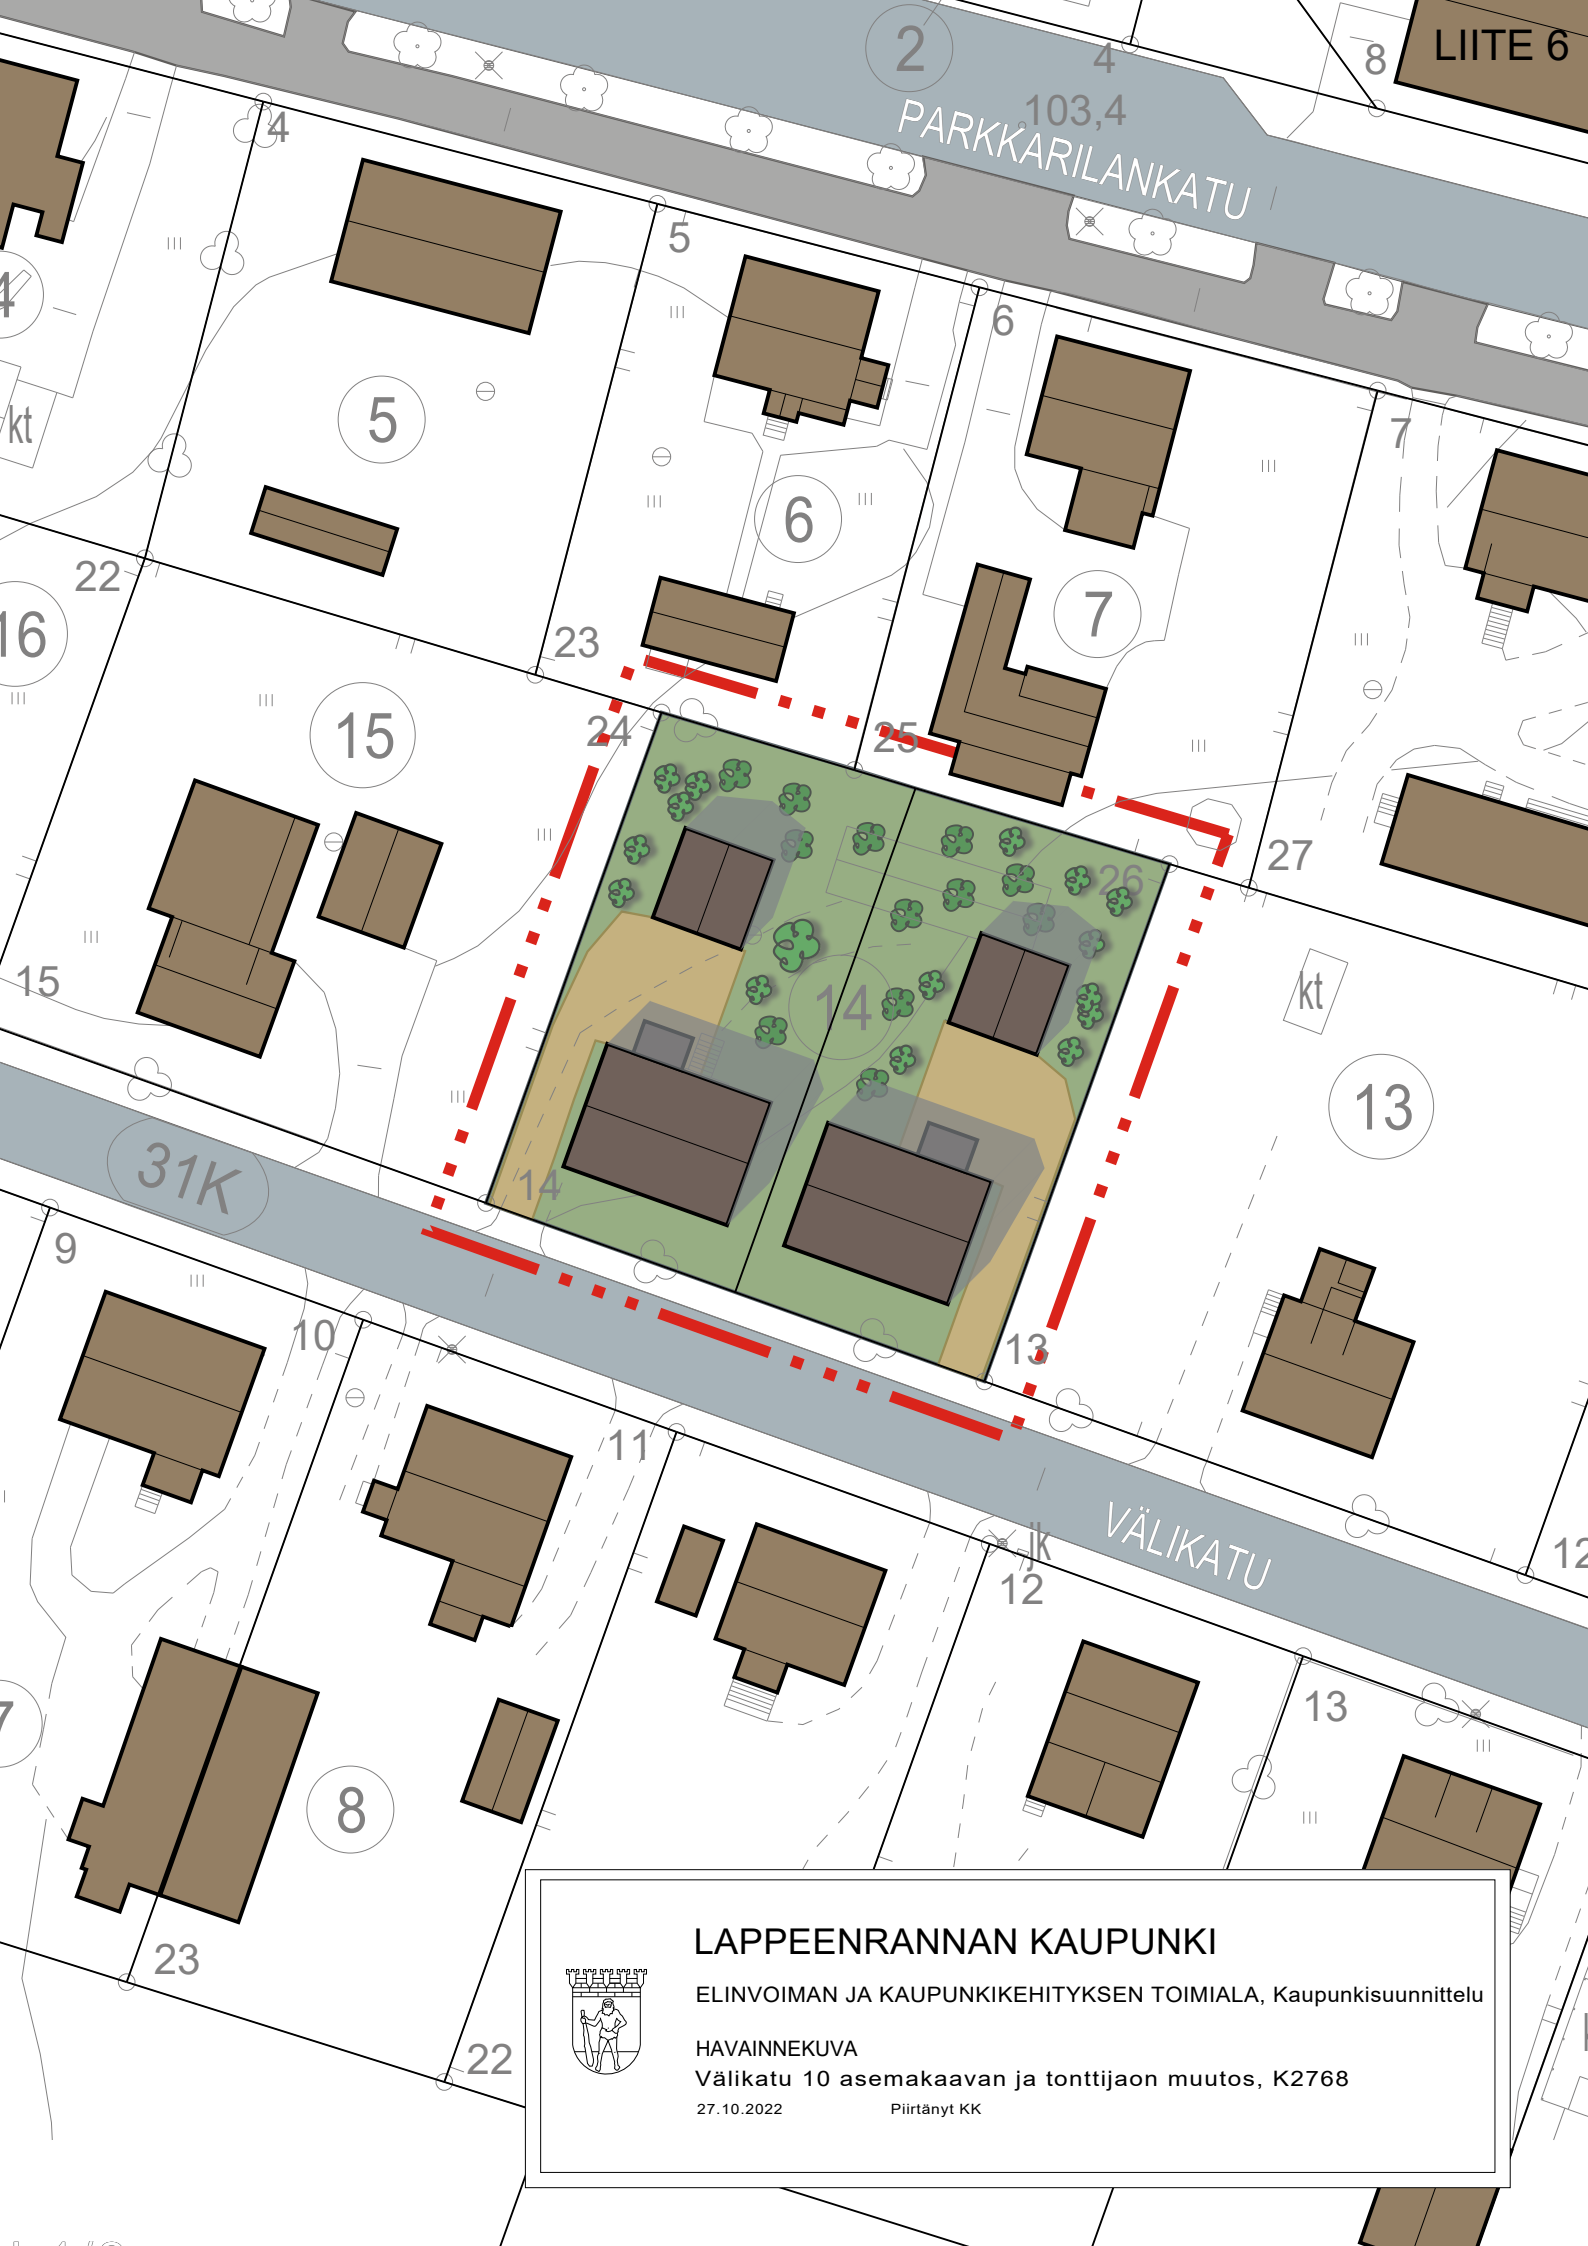 LIITE 6
2
4
8
103,4
PARKKARILANKATU
4
5
6
7
4
kt
5
6
7
22
16
23
15
24
25
26
27
15
14
kt
13
14
31K
9
10
13
11
VÄLIKATU
jk
12
12
13
7
8
23
22
LAPPEENRANNAN KAUPUNKI
ELINVOIMAN JA KAUPUNKIKEHITYKSEN TOIMIALA, Kaupunkisuunnittelu
HAVAINNEKUVA
Välikatu 10 asemakaavan ja tonttijaon muutos, K2768
27.10.2022 Piirtänyt KK